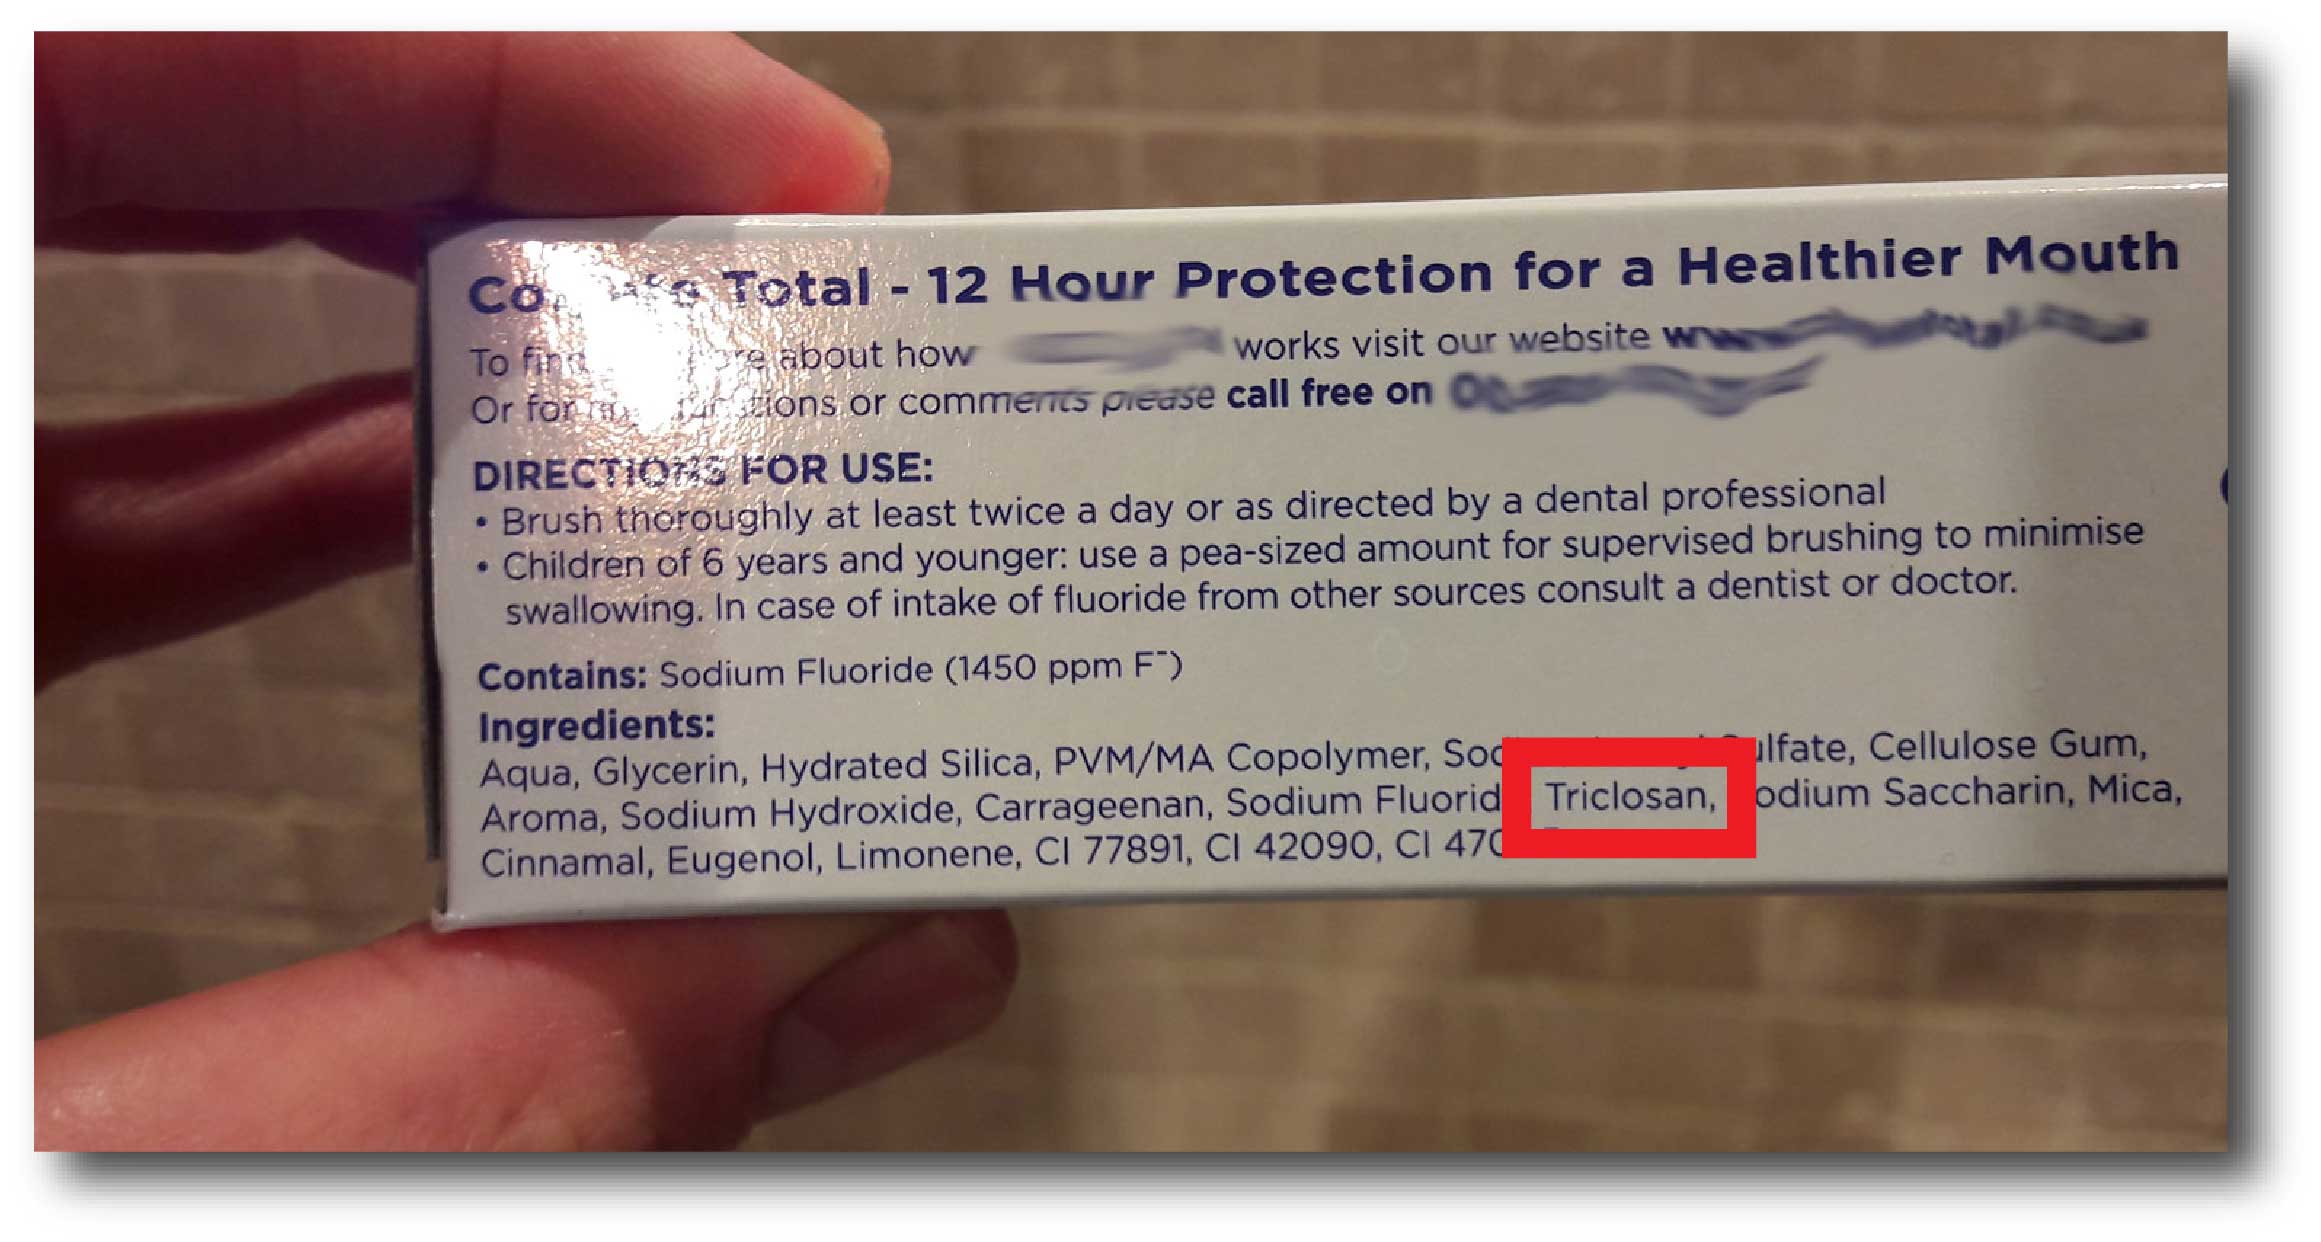 Total - 12 Hour Protection for a Healthier Mouth
To about how works visit our website
Or for or comments please call free on
DIRECTIONS FOR USE:
• Brush thoroughly at least twice a day or as directed by a dental professional
• Children of 6 years and younger: use a pea-sized amount for supervised brushing to minimise
swallowing. In case of intake of fluoride from other sources consult a dentist or doctor.
Contains: Sodium Fluoride (1450 ppm F⁻)
Ingredients:
Aqua, Glycerin, Hydrated Silica, PVM/MA Copolymer, Cellulose Gum,
Aroma, Sodium Hydroxide, Carrageenan, Sodium Triclosan, Saccharin, Mica,
Cinnamal, Eugenol, Limonene, CI 77891, CI 42090, CI